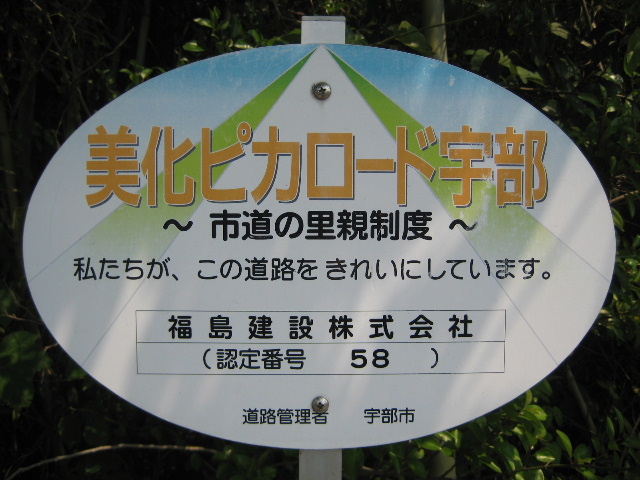 美化ピカロード宇部
～ 市道の里親制度 ～
私たちが、この道路をきれいにしています。
福島建設株式会社
（認定番号 58 ）
道路管理者 宇部市